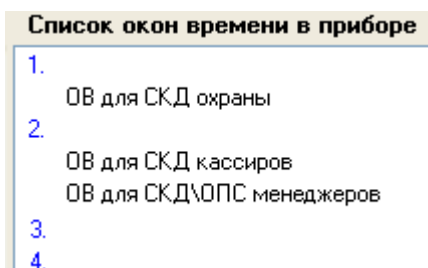 Список окон времени в приборе
1.
ОВ для СКД охраны
2.
ОВ для СКД кассиров
ОВ для СКД\ОПС менеджеров
3.
4.